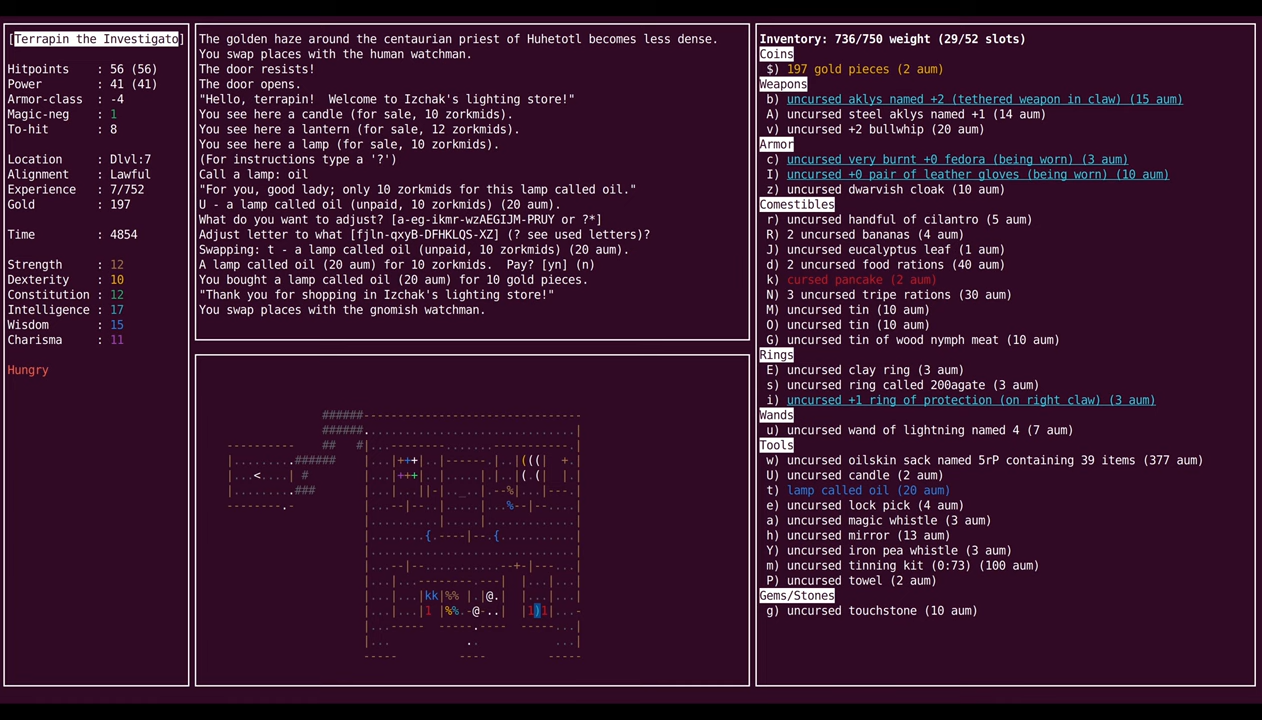 [Terrapin the Investigato]
Hitpoints : 56 (56)
Power : 41 (41)
Armor-class : -4
Magic-neg : 1
To-hit : 8
Location : Dlvl:7
Alignment : Lawful
Experience : 7/752
Gold : 197
Time : 4854
Strength : 12
Dexterity : 10
Constitution : 12
Intelligence : 17
Wisdom : 15
Charisma : 11
Hungry
The golden haze around the centaurian priest of Huhetotl becomes less dense.
You swap places with the human watchman.
The door resists!
The door opens.
"Hello, terrapin!  Welcome to Izchak's lighting store!"
You see here a candle (for sale, 10 zorkmids).
You see here a lantern (for sale, 12 zorkmids).
You see here a lamp (for sale, 10 zorkmids).
(For instructions type a '?')
Call a lamp: oil
"For you, good lady; only 10 zorkmids for this lamp called oil."
U - a lamp called oil (unpaid, 10 zorkmids) (20 aum).
What do you want to adjust? [a-eg-ikmr-wzAEGIJM-PRUY or ?*]
Adjust letter to what [fjln-qxyB-DFHKLQS-XZ] (? see used letters)?
Swapping: t - a lamp called oil (unpaid, 10 zorkmids) (20 aum).
A lamp called oil (20 aum) for 10 zorkmids.  Pay? [yn] (n)
You bought a lamp called oil (20 aum) for 10 gold pieces.
"Thank you for shopping in Izchak's lighting store!"
You swap places with the gnomish watchman.
######-----------------------------
######.............................|
---------- ## #|...--------.......----------.|
|.........###### |...|+++|..|------.|..|(((| +.|
|...<....| # |...|+++|..........|..|(.(| |.|
|........|.### |...|...||-|.._..|.--%|...|---.|
--------.- |...--|--..|.....|...%|--|--....|
|..........|.....|............|
|........{.----|--.{..........|
|.............................|
|...--|--..........--+-|--...|
|...|...--------.---| |...|...|
|...|...|kk|%% |.|@. |...|...|
|...|...|1 |%%.-@-..| |1)1|...-
|...----- -----.---- -----...|
|... .. ...|
----- ---- -----
Inventory: 736/750 weight (29/52 slots)
Coins
$) 197 gold pieces (2 aum)
Weapons
b) uncursed aklys named +2 (tethered weapon in claw) (15 aum)
A) uncursed steel aklys named +1 (14 aum)
v) uncursed +2 bullwhip (20 aum)
Armor
c) uncursed very burnt +0 fedora (being worn) (3 aum)
I) uncursed +0 pair of leather gloves (being worn) (10 aum)
z) uncursed dwarvish cloak (10 aum)
Comestibles
r) uncursed handful of cilantro (5 aum)
R) 2 uncursed bananas (4 aum)
J) uncursed eucalyptus leaf (1 aum)
d) 2 uncursed food rations (40 aum)
k) cursed pancake (2 aum)
N) 3 uncursed tripe rations (30 aum)
M) uncursed tin (10 aum)
O) uncursed tin (10 aum)
G) uncursed tin of wood nymph meat (10 aum)
Rings
E) uncursed clay ring (3 aum)
s) uncursed ring called 200agate (3 aum)
i) uncursed +1 ring of protection (on right claw) (3 aum)
Wands
u) uncursed wand of lightning named 4 (7 aum)
Tools
w) uncursed oilskin sack named 5rP containing 39 items (377 aum)
U) uncursed candle (2 aum)
t) lamp called oil (20 aum)
e) uncursed lock pick (4 aum)
a) uncursed magic whistle (3 aum)
h) uncursed mirror (13 aum)
Y) uncursed iron pea whistle (3 aum)
m) uncursed tinning kit (0:73) (100 aum)
P) uncursed towel (2 aum)
Gems/Stones
g) uncursed touchstone (10 aum)